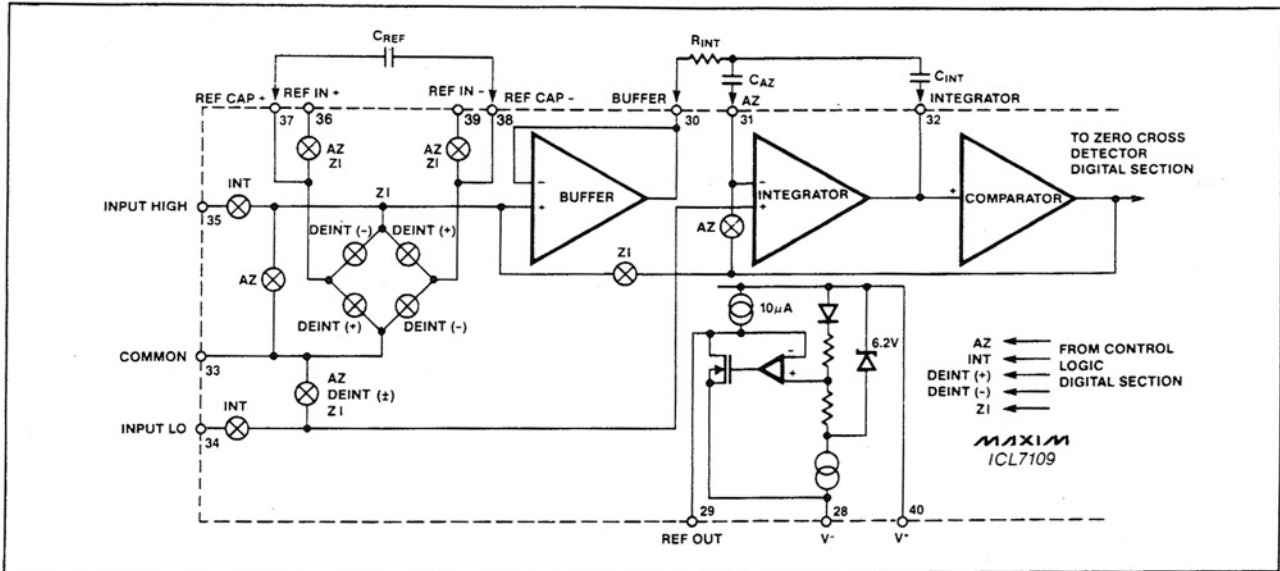 CREF
RINT
CAZ
CINT
REF CAP + REF IN +
REF IN - REF CAP -
BUFFER
AZ
INTEGRATOR
37 36 39 38 30 31 32
AZ
ZI
AZ
ZI
TO ZERO CROSS
DETECTOR
DIGITAL SECTION
INT
INPUT HIGH
35
ZI
- + BUFFER
- + INTEGRATOR
+ COMPARATOR
DEINT (-) DEINT (+)
AZ
AZ
ZI
DEINT (+) DEINT (-)
10μA
6.2V
- +
COMMON
33
AZ
DEINT (±)
ZI
INT
INPUT LO
34
AZ
INT
DEINT (+)
DEINT (-)
ZI
FROM CONTROL
LOGIC
DIGITAL SECTION
MAXIM
ICL7109
29 28 40
REF OUT V- V+